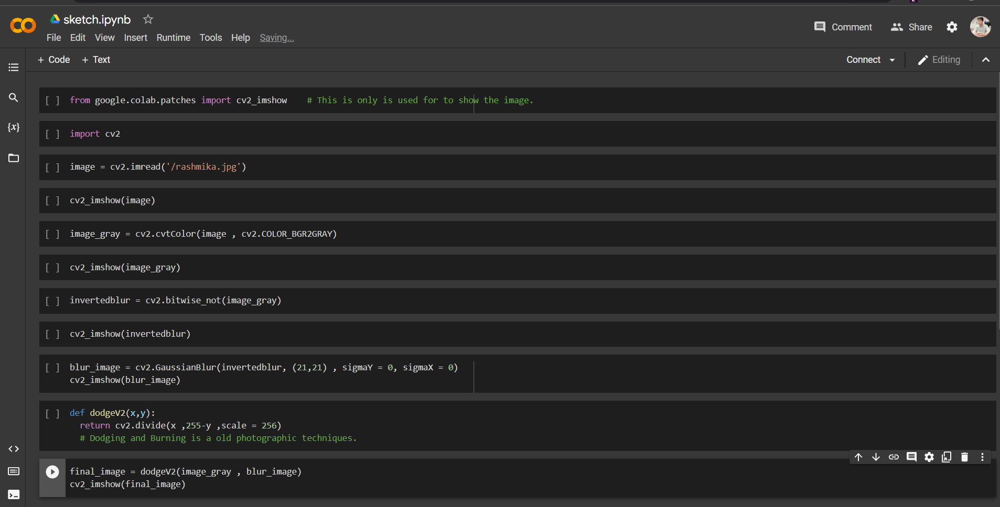 sketch.ipynb
File Edit View Insert Runtime Tools Help Saving...
Comment Share
+ Code + Text
Connect Editing
[ ] from google.colab.patches import cv2_imshow    # This is only is used for to show the image.
[ ] import cv2
[ ] image = cv2.imread('/rashmika.jpg')
[ ] cv2_imshow(image)
[ ] image_gray = cv2.cvtColor(image , cv2.COLOR_BGR2GRAY)
[ ] cv2_imshow(image_gray)
[ ] invertedblur = cv2.bitwise_not(image_gray)
[ ] cv2_imshow(invertedblur)
[ ] blur_image = cv2.GaussianBlur(invertedblur, (21,21) , sigmaY = 0, sigmaX = 0)
cv2_imshow(blur_image)
[ ] def dodgeV2(x,y):
  return cv2.divide(x ,255-y ,scale = 256)
  # Dodging and Burning is a old photographic techniques.
final_image = dodgeV2(image_gray , blur_image)
cv2_imshow(final_image)